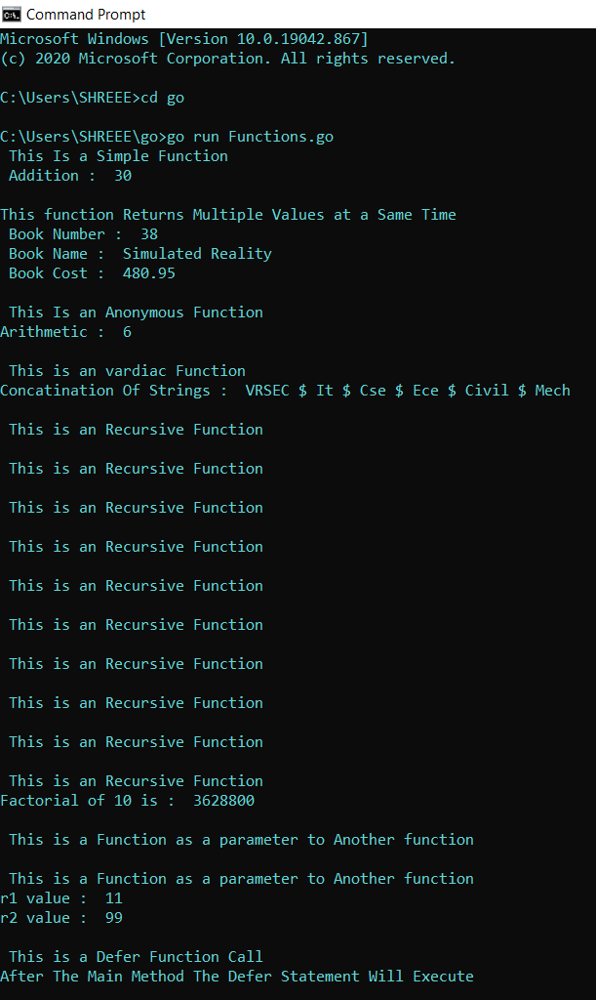 Command Prompt
Microsoft Windows [Version 10.0.19042.867]
(c) 2020 Microsoft Corporation. All rights reserved.
C:\Users\SHREEE>cd go
C:\Users\SHREEE\go>go run Functions.go
This Is a Simple Function
Addition :  30
This function Returns Multiple Values at a Same Time
Book Number :  38
Book Name :  Simulated Reality
Book Cost :  480.95
This Is an Anonymous Function
Arithmetic :  6
This is an vardiac Function
Concatination Of Strings :  VRSEC $ It $ Cse $ Ece $ Civil $ Mech
This is an Recursive Function
This is an Recursive Function
This is an Recursive Function
This is an Recursive Function
This is an Recursive Function
This is an Recursive Function
This is an Recursive Function
This is an Recursive Function
This is an Recursive Function
This is an Recursive Function
Factorial of 10 is :  3628800
This is a Function as a parameter to Another function
This is a Function as a parameter to Another function
r1 value :  11
r2 value :  99
This is a Defer Function Call
After The Main Method The Defer Statement Will Execute